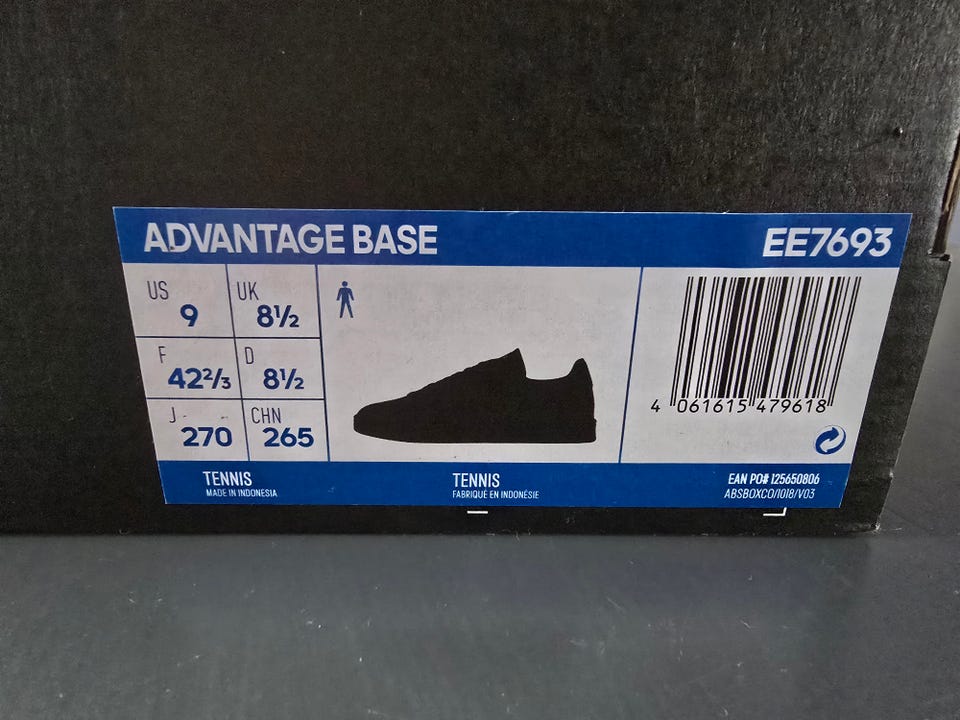 ADVANTAGE BASE EE7693
US 9 UK 8½
F 42⅔ D 8½
J 270 CHN 265
4 061615 479618
TENNIS TENNIS EAN PO# 125650806
MADE IN INDONESIA FABRIQUÉ EN INDONÉSIE ABSBOXCO/1018/V03